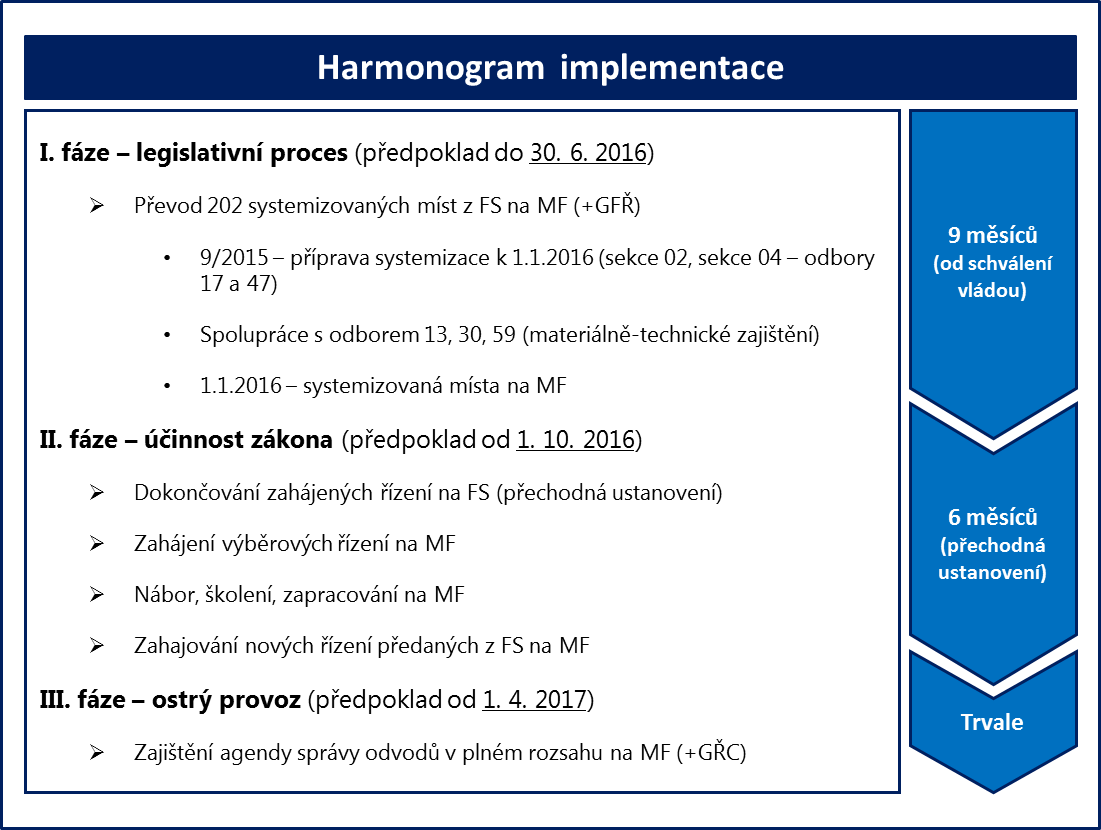 Harmonogram implementace
I. fáze – legislativní proces (předpoklad do 30. 6. 2016)
➢ Převod 202 systemizovaných míst z FS na MF (+GFŘ)
• 9/2015 – příprava systemizace k 1.1.2016 (sekce 02, sekce 04 – odbory
17 a 47)
• Spolupráce s odborem 13, 30, 59 (materiálně-technické zajištění)
• 1.1.2016 – systemizovaná místa na MF
II. fáze – účinnost zákona (předpoklad od 1. 10. 2016)
➢ Dokončování zahájených řízení na FS (přechodná ustanovení)
➢ Zahájení výběrových řízení na MF
➢ Nábor, školení, zapracování na MF
➢ Zahajování nových řízení předaných z FS na MF
III. fáze – ostrý provoz (předpoklad od 1. 4. 2017)
➢ Zajištění agendy správy odvodů v plném rozsahu na MF (+GŘC)
9 měsíců
(od schválení
vládou)
6 měsíců
(přechodná
ustanovení)
Trvale